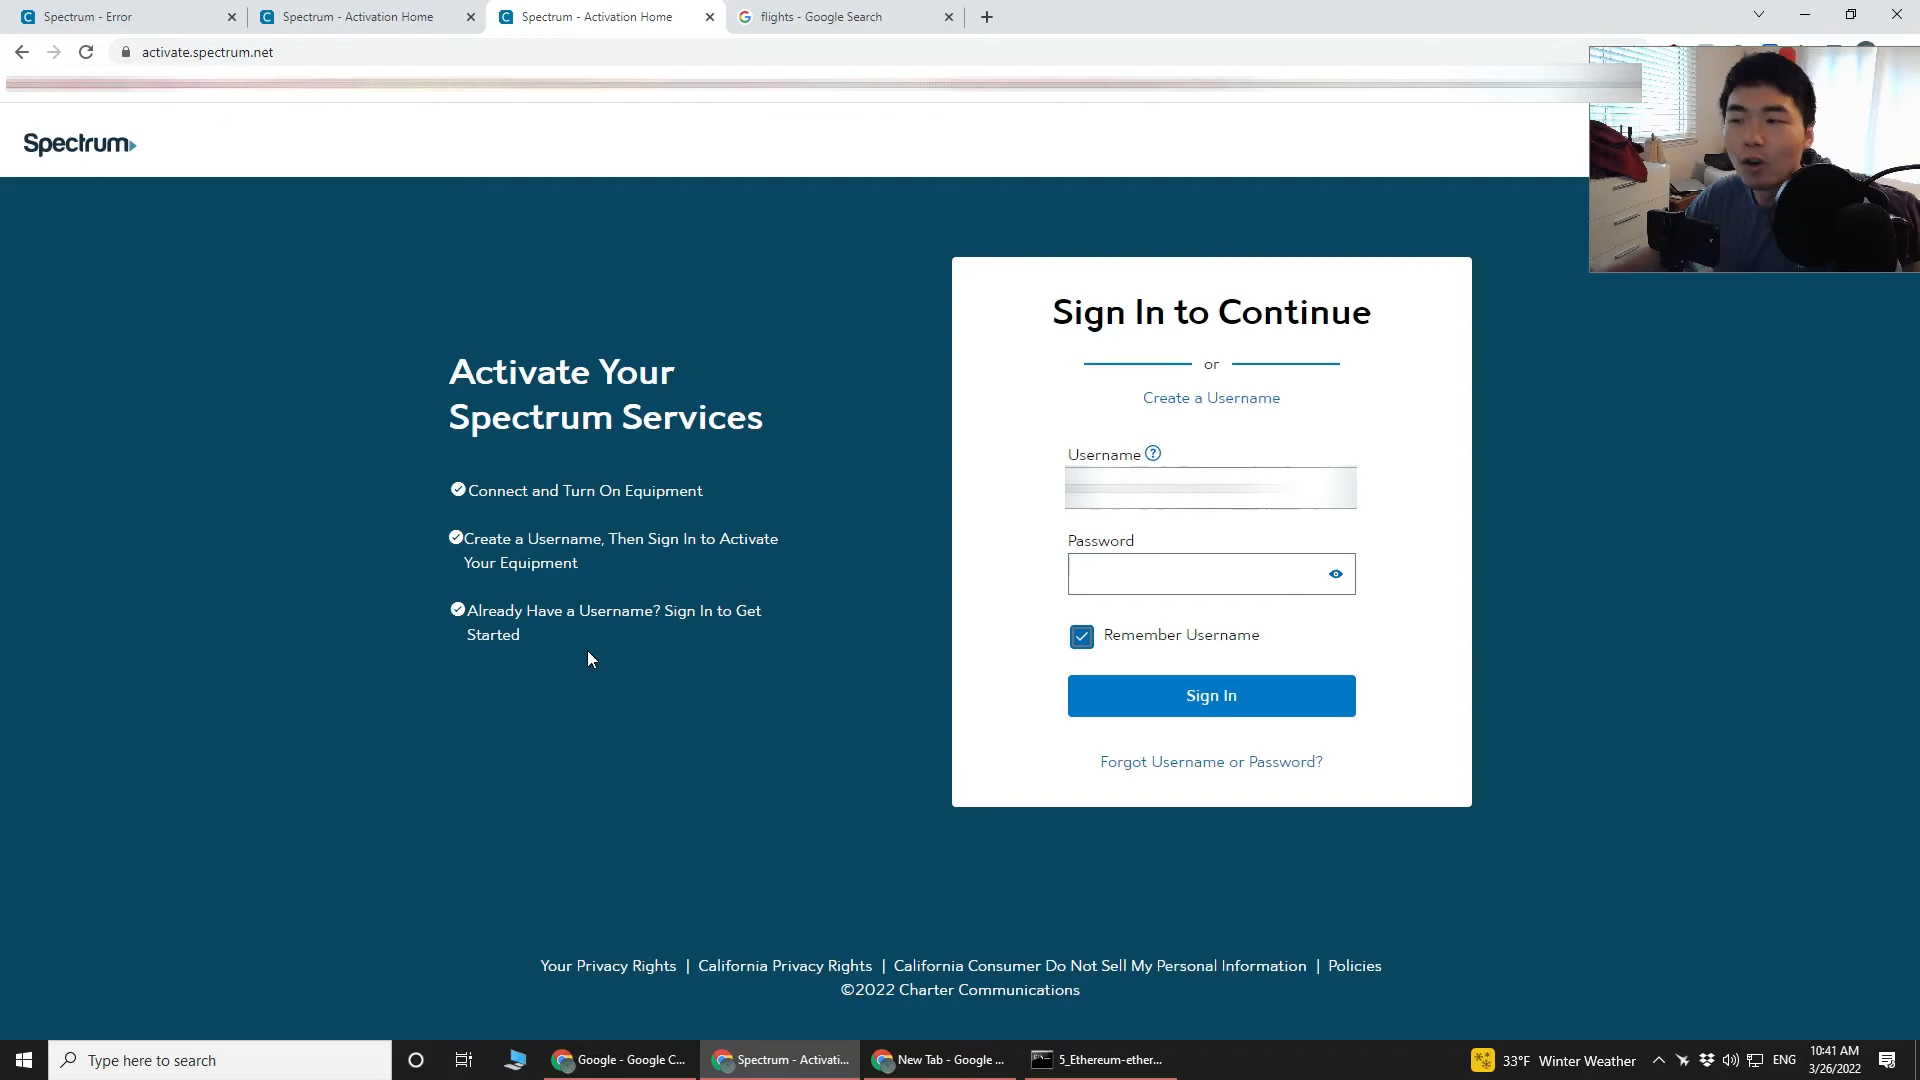 Spectrum - Error
Spectrum - Activation Home
Spectrum - Activation Home
flights - Google Search
activate.spectrum.net
Spectrum
Activate Your
Spectrum Services
Connect and Turn On Equipment
Create a Username, Then Sign In to Activate
Your Equipment
Already Have a Username? Sign In to Get
Started
Sign In to Continue
or
Create a Username
Username ?
Password
Remember Username
Sign In
Forgot Username or Password?
Your Privacy Rights | California Privacy Rights | California Consumer Do Not Sell My Personal Information | Policies
©2022 Charter Communications
Type here to search
Google - Google C...
Spectrum - Activati...
New Tab - Google ...
5_Ethereum-ether...
33°F Winter Weather
ENG
10:41 AM
3/26/2022